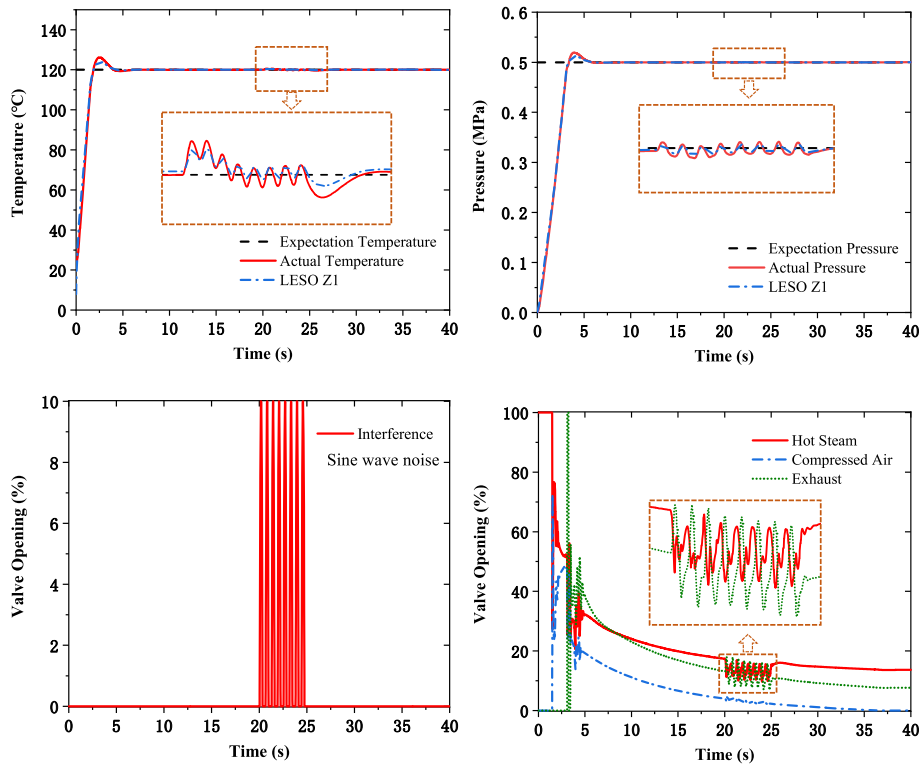 140
120
100
80
60
40
20
0
Temperature (°C)
Expectation Temperature
Actual Temperature
LESO Z1
0 5 10 15 20 25 30 35 40
Time (s)
0.6
0.5
0.4
0.3
0.2
0.1
0.0
Pressure (MPa)
Expectation Pressure
Actual Pressure
LESO Z1
0 5 10 15 20 25 30 35 40
Time (s)
10
8
6
4
2
0
Valve Opening (%)
Interference
Sine wave noise
0 5 10 15 20 25 30 35 40
Time (s)
100
80
60
40
20
0
Valve Opening (%)
Hot Steam
Compressed Air
Exhaust
0 5 10 15 20 25 30 35 40
Time (s)